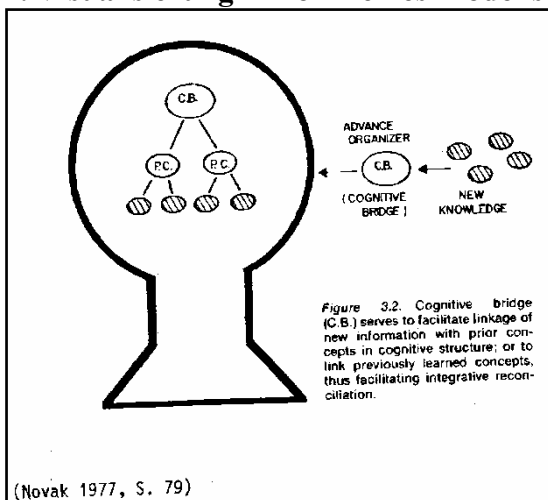 C.B.
P.C.
P.C.
ADVANCE
ORGANIZER
C.B.
(COGNITIVE
BRIDGE)
NEW
KNOWLEDGE
Figure 3.2. Cognitive bridge
(C.B.) serves to facilitate linkage of
new information with prior con-
cepts in cognitive structure; or to
link previously learned concepts,
thus facilitating integrative recon-
ciliation.
(Novak 1977, S. 79)